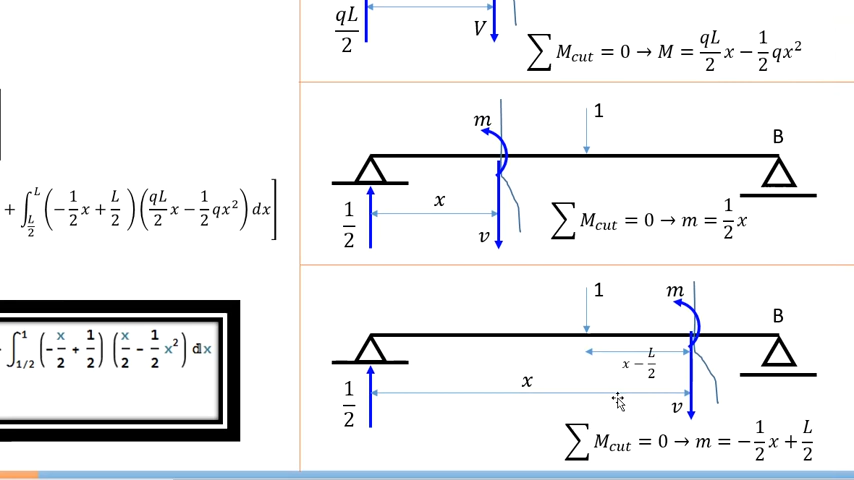 qL/2
V
∑ M_cut = 0 → M = qL/2 x − 1/2 qx²
m
1
B
x
1/2
v
∑ M_cut = 0 → m = 1/2 x
+ ∫_{L/2}^{L} (−1/2 x + L/2) (qL/2 x − 1/2 qx²) dx]
∫_{1/2}^{1} (−x/2 + 1/2) (x/2 − 1/2 x²) dx
1
m
B
x − L/2
x
1/2
v
∑ M_cut = 0 → m = −1/2 x + L/2